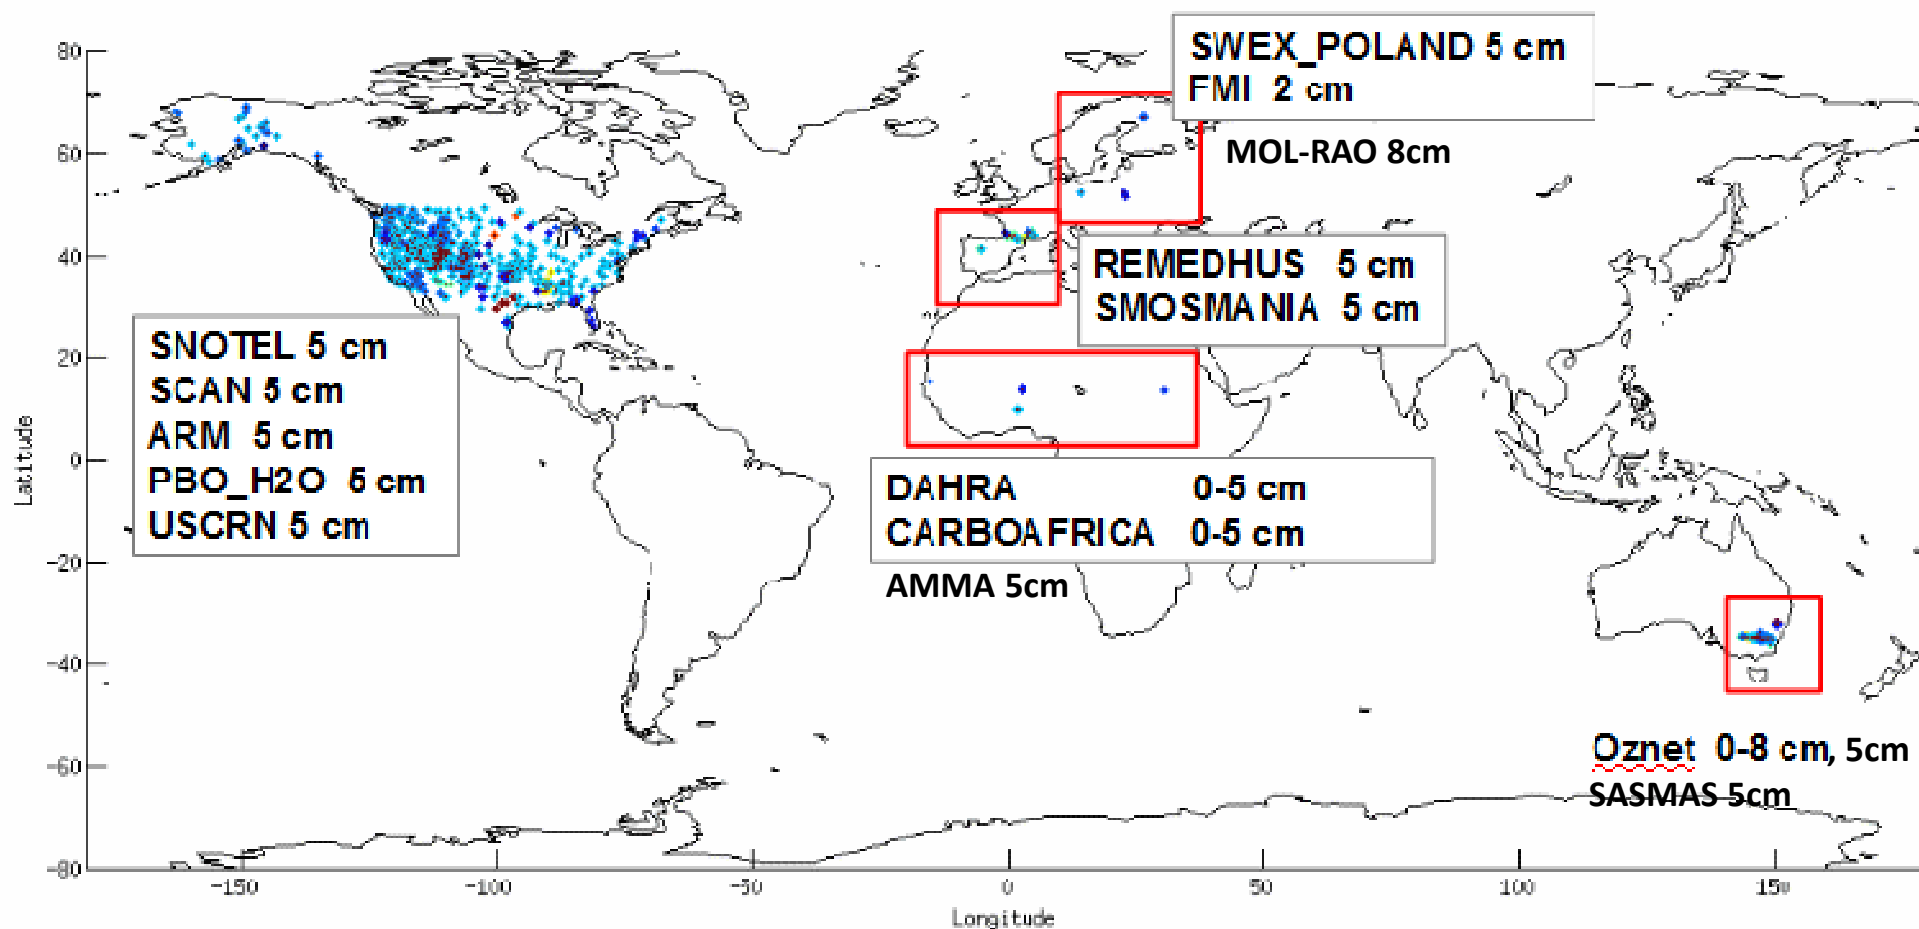 SWEX_POLAND 5 cm
FMI 2 cm
MOL-RAO 8cm
REMEDHUS 5 cm
SMOSMANIA 5 cm
SNOTEL 5 cm
SCAN 5 cm
ARM 5 cm
PBO_H2O 5 cm
USCRN 5 cm
DAHRA 0-5 cm
CARBOAFRICA 0-5 cm
AMMA 5cm
Oznet 0-8 cm, 5cm
SASMAS 5cm
Latitude
80
60
40
20
0
-20
-40
-60
-80
-150
-100
-50
0
50
100
150
Longitude